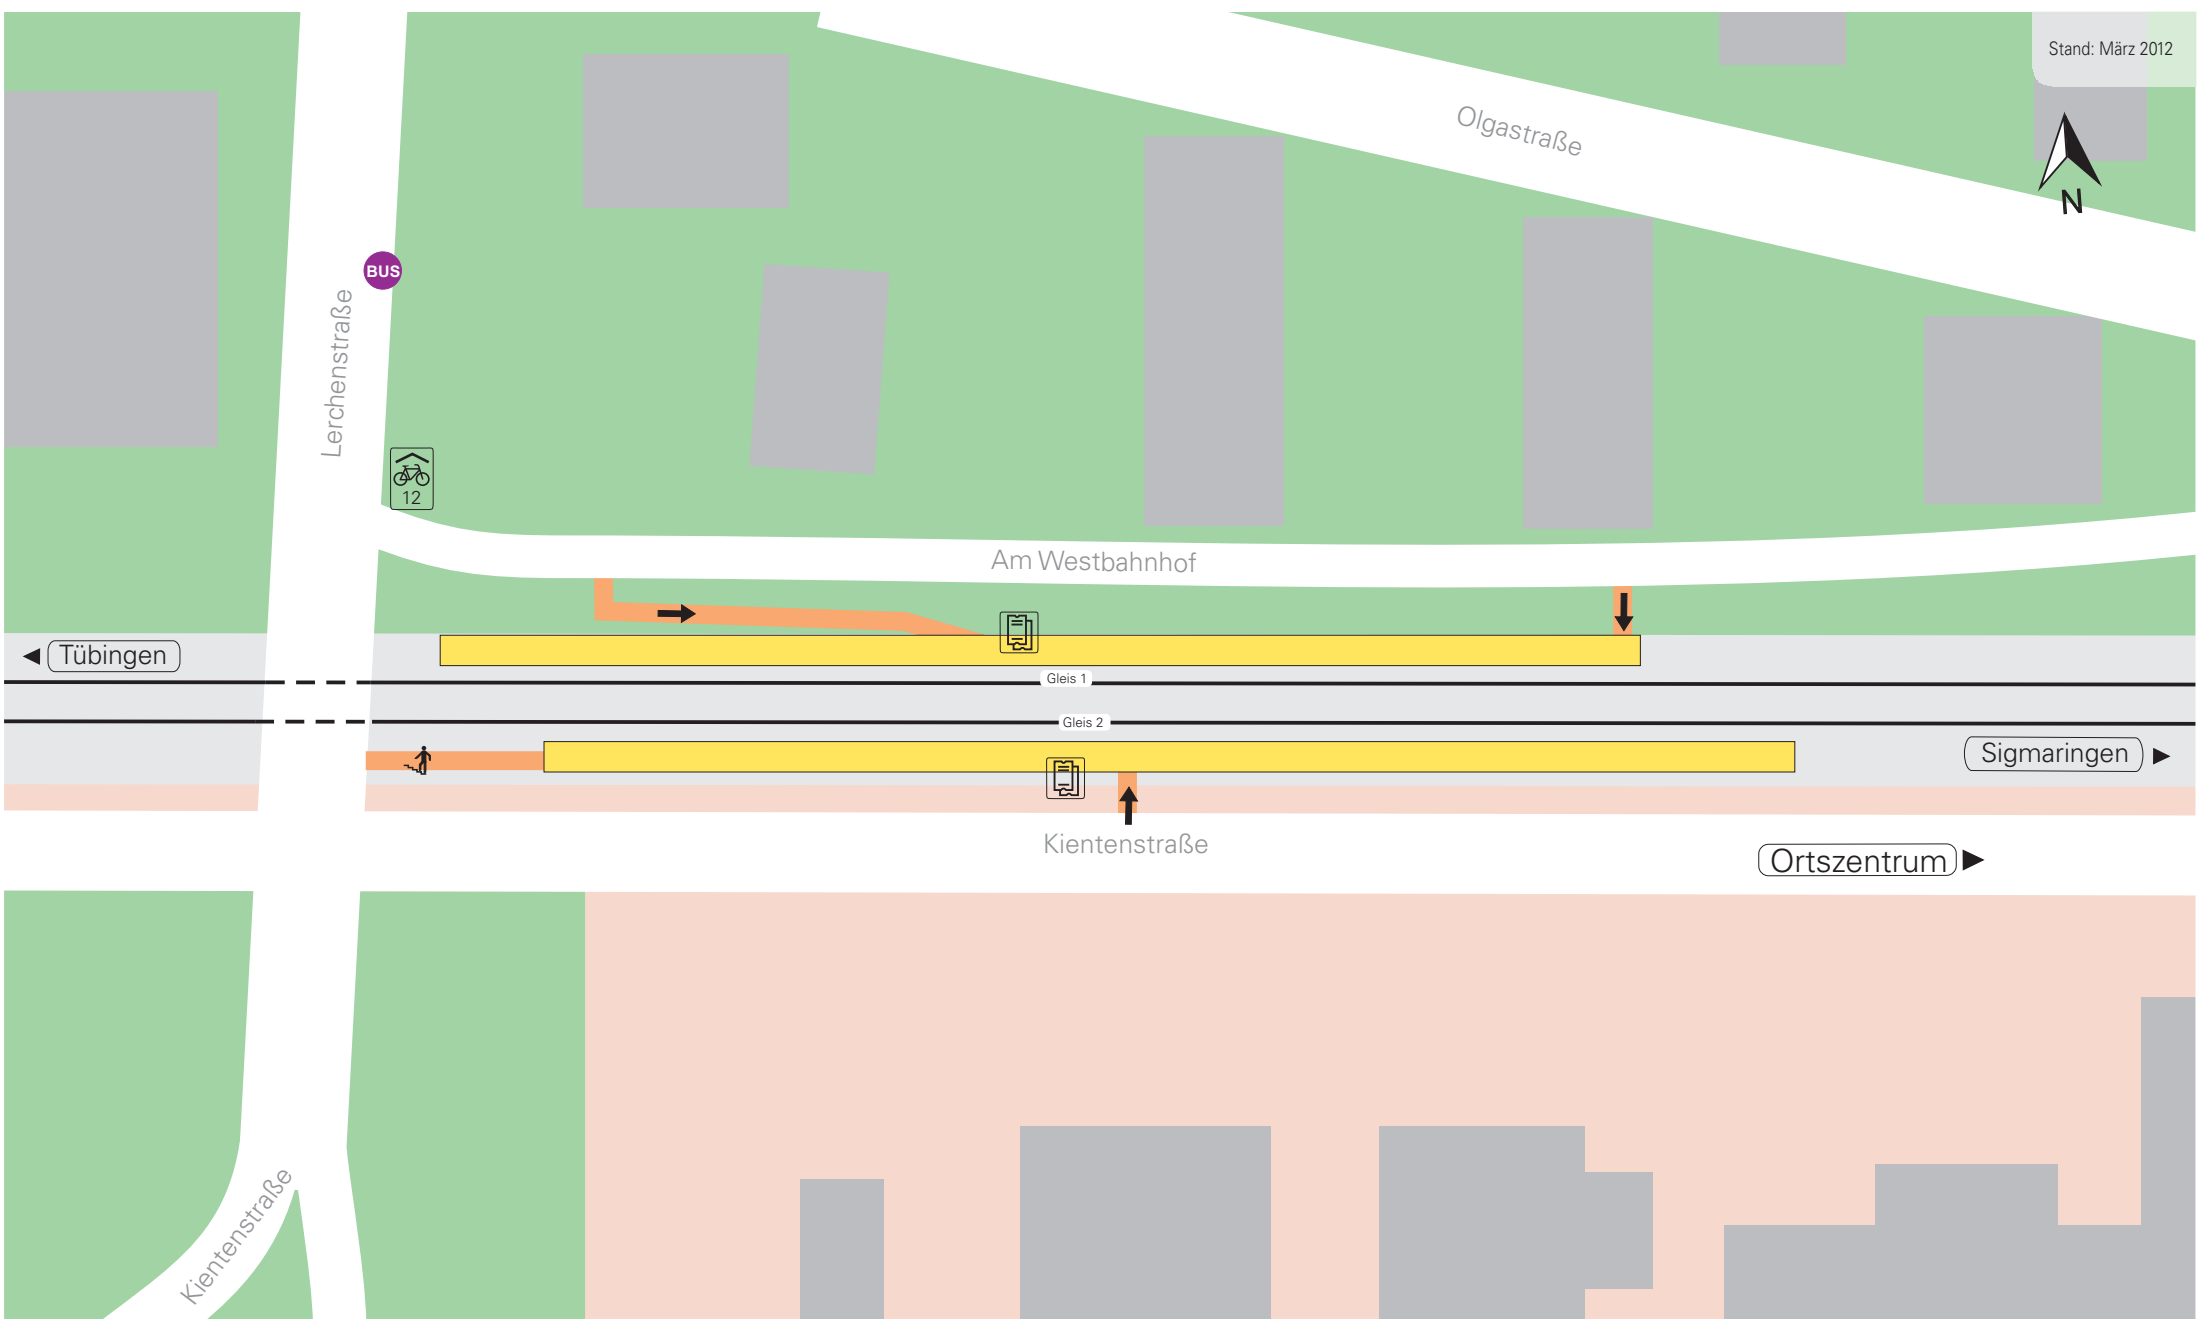 Stand: März 2012
Olgastraße
N
BUS
Lerchenstraße
12
Am Westbahnhof
Tübingen
Gleis 1
Gleis 2
Sigmaringen
Kientenstraße
Ortszentrum
Kientenstraße